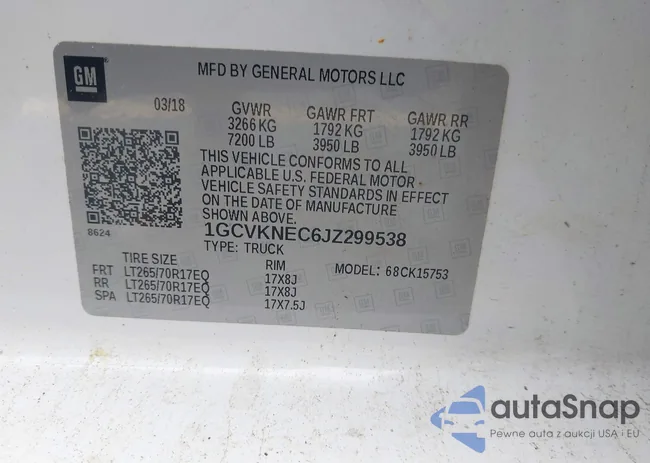 GM
MFD BY GENERAL MOTORS LLC
03/18 GVWR GAWR FRT GAWR RR
3266 KG 1792 KG 1792 KG
7200 LB 3950 LB 3950 LB
THIS VEHICLE CONFORMS TO ALL
APPLICABLE U.S. FEDERAL MOTOR
VEHICLE SAFETY STANDARDS IN EFFECT
ON THE DATE OF MANUFACTURE
SHOWN ABOVE.
8624
1GCVKNEC6JZ299538
TYPE: TRUCK
TIRE SIZE RIM MODEL: 68CK15753
FRT LT265/70R17EQ 17X8J
RR LT265/70R17EQ 17X8J
SPA LT265/70R17EQ 17X7.5J
autaSnap
Pewne auta z aukcji USA i EU